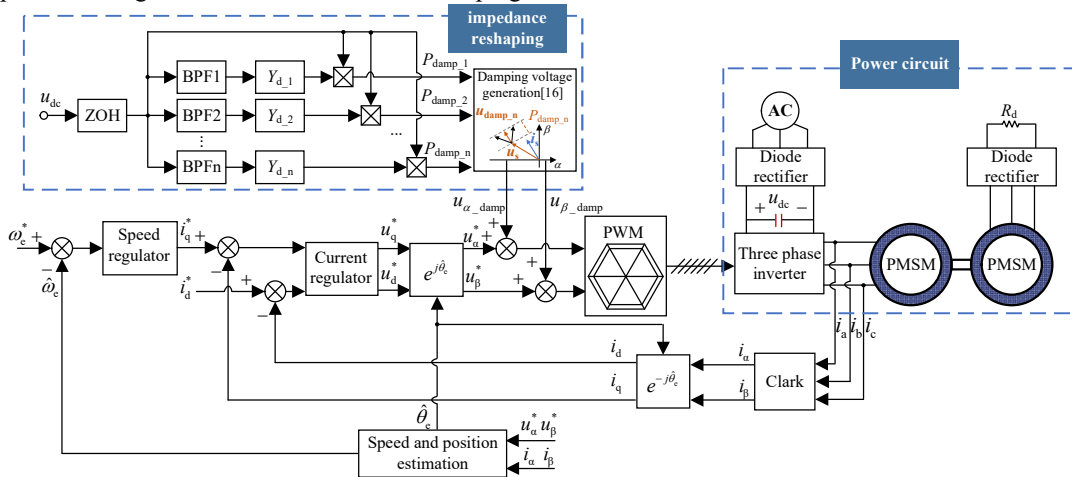 impedance
reshaping
Power circuit
u_dc
ZOH
BPF1
Y_d_1
P_damp_1
BPF2
Y_d_2
P_damp_2
...
⋮
BPFn
Y_d_n
P_damp_n
Damping voltage
generation[16]
u_damp_n
P_damp_n
β
i_s
u_s
α
AC
Diode
rectifier
+ u_dc −
Three phase
inverter
R_d
Diode
rectifier
PMSM
PMSM
u_α_damp
u_β_damp
ω_e^*
+
−
ω̂_e
Speed
regulator
i_q^*
+
−
i_d^*
+
−
Current
regulator
u_q^*
u_d^*
e^{jθ̂_e}
u_α^*
u_β^*
+
+
+
+
PWM
i_a i_b i_c
i_d
i_q
e^{−jθ̂_e}
i_α
i_β
Clark
θ̂_e
Speed and position
estimation
u_α^* u_β^*
i_α i_β